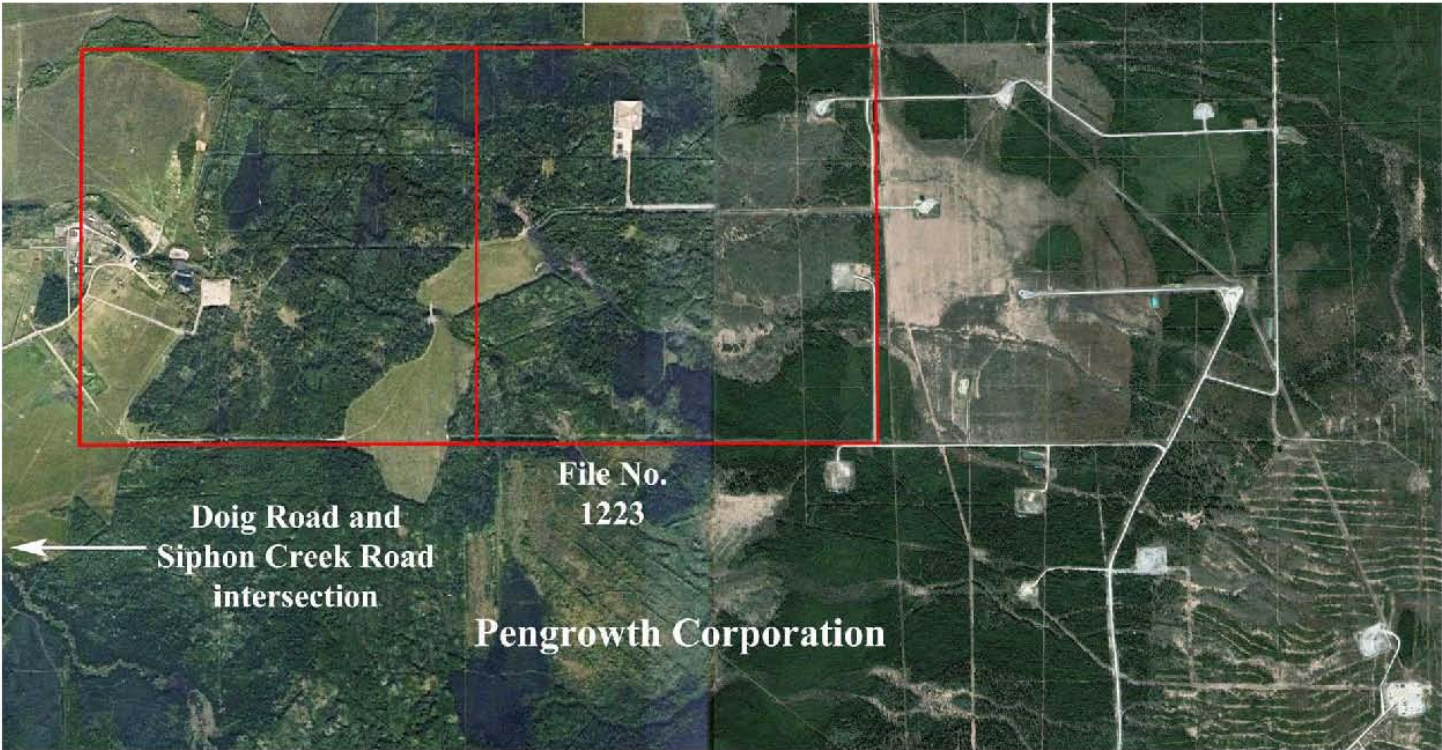 File No.
1223
Doig Road and
Siphon Creek Road
intersection
Pengrowth Corporation